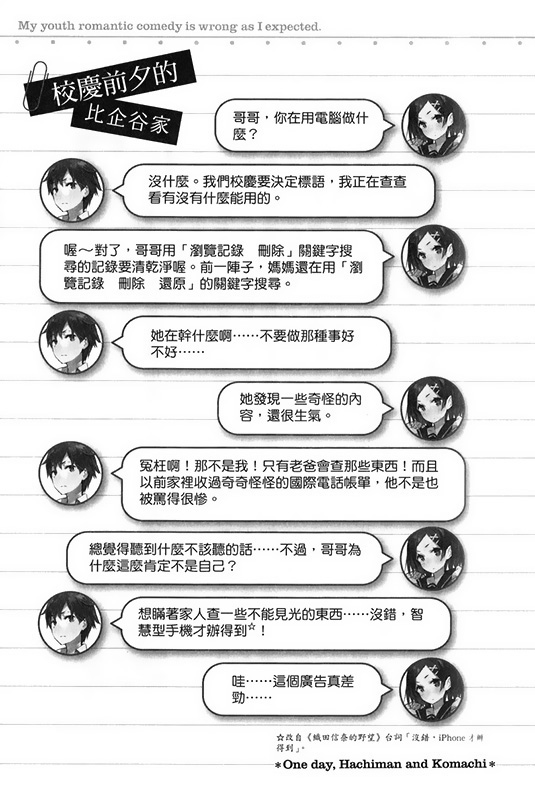 My youth romantic comedy is wrong as I expected.
校慶前夕的
比企谷家
哥哥，你在用電腦做什
麼？
沒什麼。我們校慶要決定標語，我正在查查
看有沒有什麼能用的。
喔～對了，哥哥用「瀏覽記錄　刪除」關鍵字搜
尋的記錄要清乾淨喔。前一陣子，媽媽還在用「瀏
覽記錄　刪除　還原」的關鍵字搜尋。
她在幹什麼啊……不要做那種事好
不好……
她發現一些奇怪的內
容，還很生氣。
冤枉啊！那不是我！只有老爸會查那些東西！而且
以前家裡收過奇奇怪怪的國際電話帳單，他不是也
被罵得很慘。
總覺得聽到什麼不該聽的話……不過，哥哥為
什麼這麼肯定不是自己？
想瞞著家人查一些不能見光的東西……沒錯，智
慧型手機才辦得到☆！
哇……這個廣告真差
勁……
☆改自《織田信奈的野望》台詞「沒錯，iPhone 才辦
得到」。
＊One day, Hachiman and Komachi＊